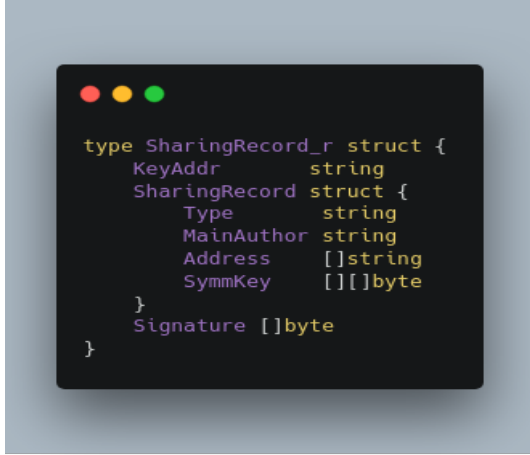 type SharingRecord_r struct {
    KeyAddr       string
    SharingRecord struct {
        Type       string
        MainAuthor string
        Address    []string
        SymmKey    [][]byte
    }
    Signature []byte
}